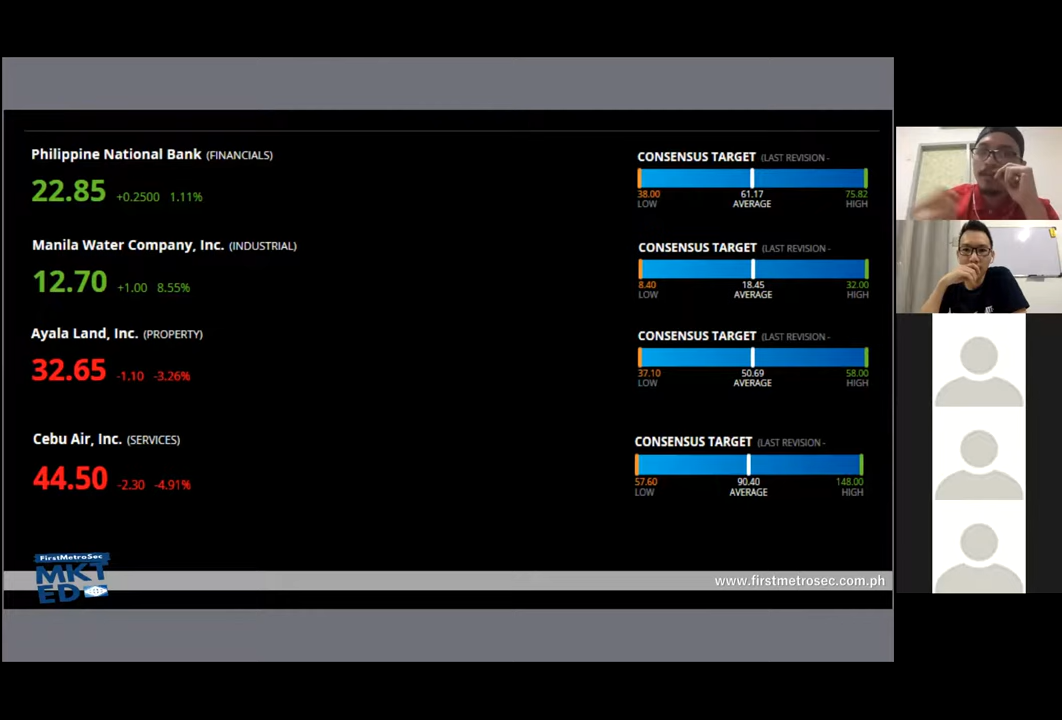 Philippine National Bank (FINANCIALS)
22.85 +0.2500 1.11%
CONSENSUS TARGET (LAST REVISION -
38.00 61.17 75.82
LOW AVERAGE HIGH
Manila Water Company, Inc. (INDUSTRIAL)
12.70 +1.00 8.55%
CONSENSUS TARGET (LAST REVISION -
8.40 18.45 32.00
LOW AVERAGE HIGH
Ayala Land, Inc. (PROPERTY)
32.65 -1.10 -3.26%
CONSENSUS TARGET (LAST REVISION -
37.10 50.69 58.00
LOW AVERAGE HIGH
Cebu Air, Inc. (SERVICES)
44.50 -2.30 -4.91%
CONSENSUS TARGET (LAST REVISION -
57.60 90.40 148.00
LOW AVERAGE HIGH
FirstMetroSec
MKT
ED
www.firstmetrosec.com.ph